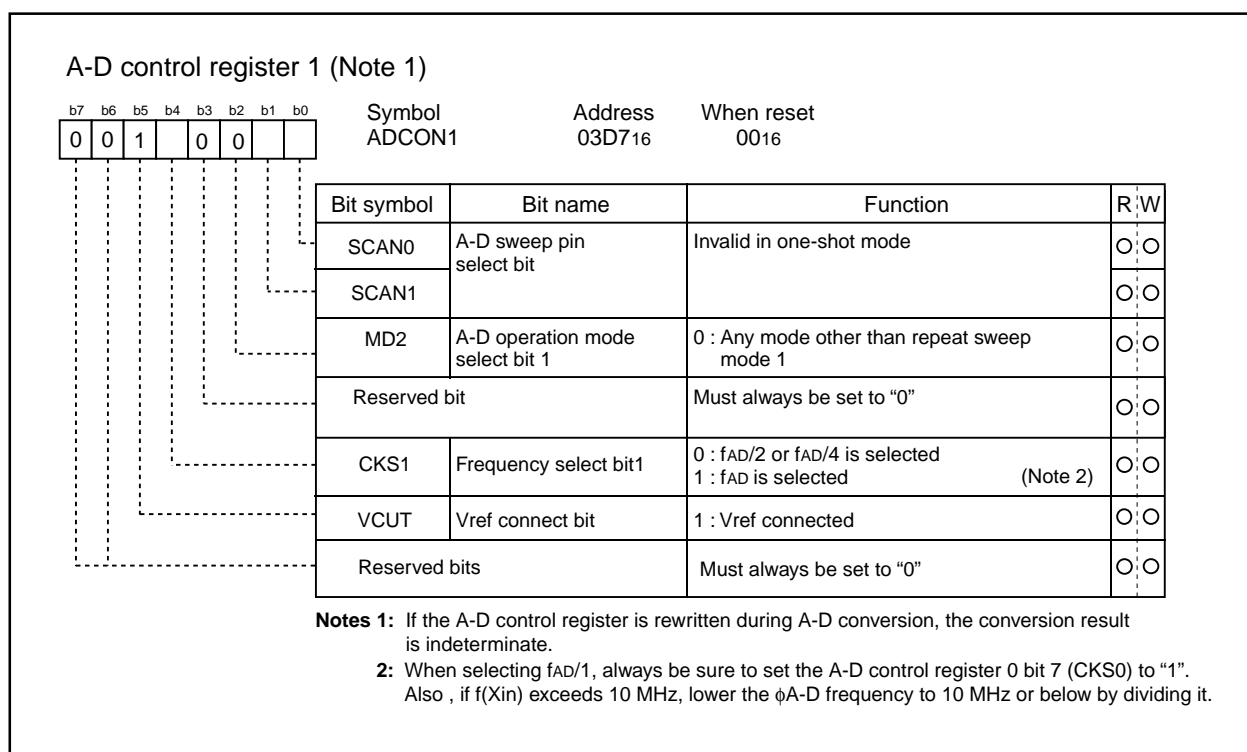 A-D control register 1 (Note 1)
b7 b6 b5 b4 b3 b2 b1 b0
0 0 1 0 0
Symbol Address When reset
ADCON1 03D716 0016
Bit symbol Bit name Function R W
SCAN0 A-D sweep pin select bit Invalid in one-shot mode
SCAN1
MD2 A-D operation mode 0 : Any mode other than repeat sweep
select bit 1 mode 1
Reserved bit Must always be set to “0”
CKS1 Frequency select bit1 0 : fAD/2 or fAD/4 is selected
1 : fAD is selected (Note 2)
VCUT Vref connect bit 1 : Vref connected
Reserved bits Must always be set to “0”
Notes 1: If the A-D control register is rewritten during A-D conversion, the conversion result
is indeterminate.
2: When selecting fAD/1, always be sure to set the A-D control register 0 bit 7 (CKS0) to “1”.
Also , if f(Xin) exceeds 10 MHz, lower the ϕA-D frequency to 10 MHz or below by dividing it.